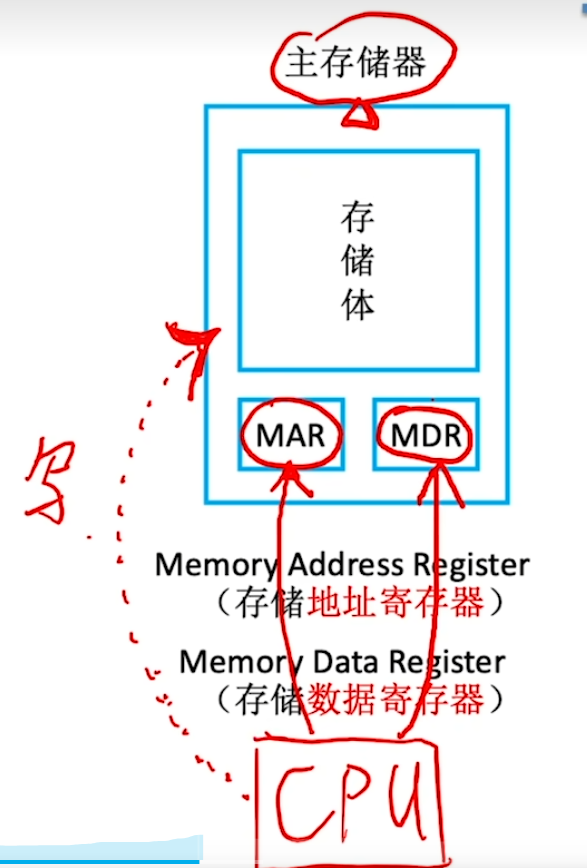 主存储器
存
储
体
MAR
MDR
写
Memory Address Register
（存储地址寄存器）
Memory Data Register
（存储数据寄存器）
CPU